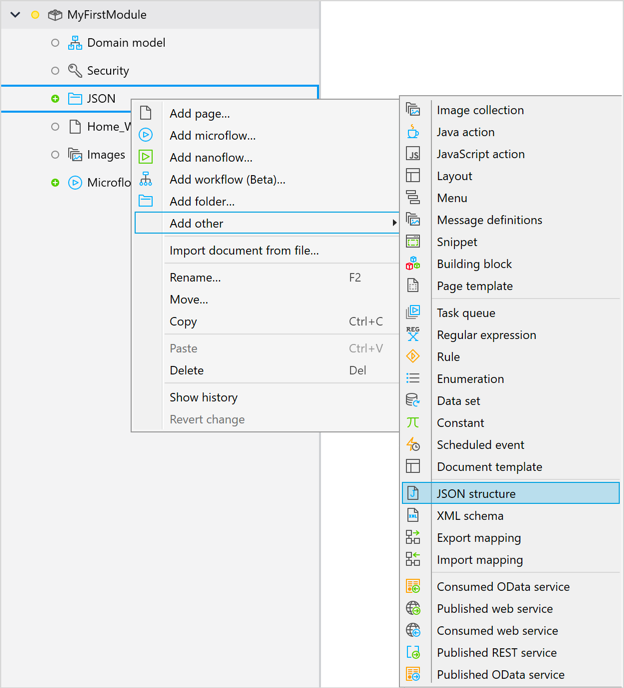 MyFirstModule
Domain model
Security
JSON
Home_W
Images
Microflo
Add page...
Add microflow...
Add nanoflow...
Add workflow (Beta)...
Add folder...
Add other
Import document from file...
Rename... F2
Move...
Copy Ctrl+C
Paste Ctrl+V
Delete Del
Show history
Revert change
Image collection
Java action
JS JavaScript action
Layout
Menu
Message definitions
Snippet
Building block
Page template
Task queue
REG Regular expression
Rule
Enumeration
Data set
Constant
Scheduled event
Document template
JSON structure
XML XML schema
Export mapping
Import mapping
Consumed OData service
Published web service
Consumed web service
Published REST service
Published OData service